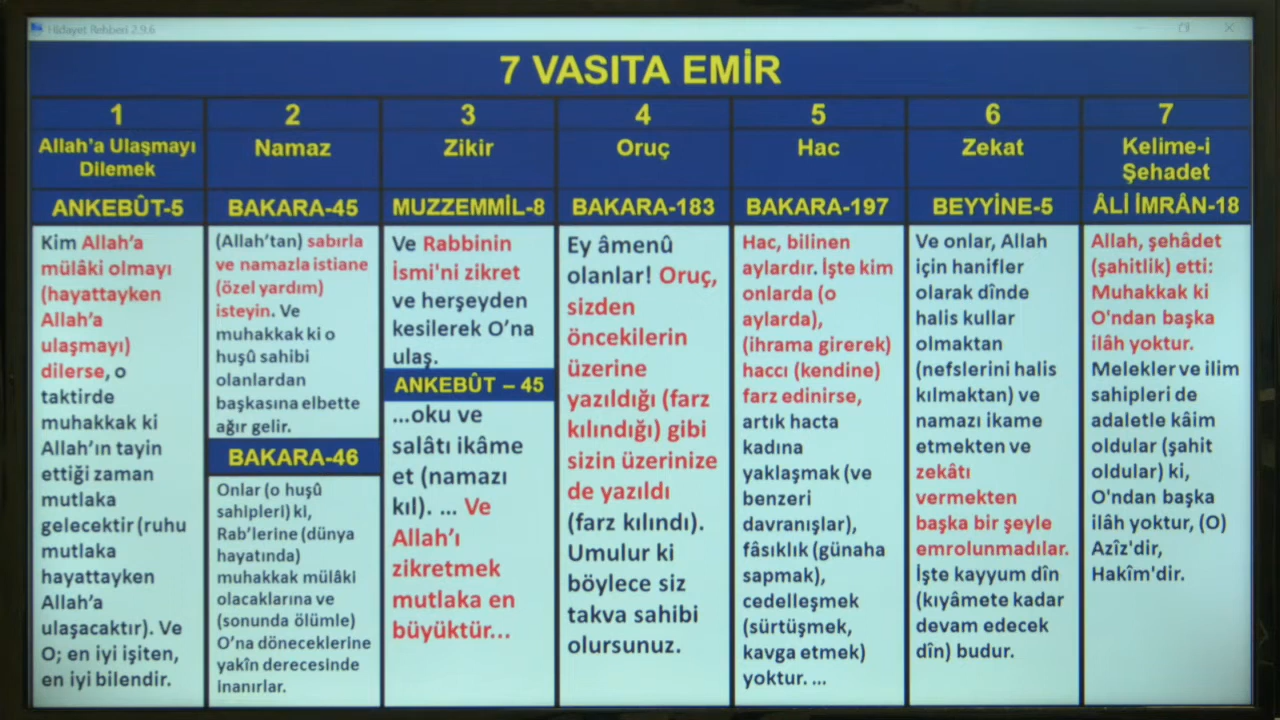 Hidayet Rehberi 2.9.6
7 VASITA EMİR
1
Allah'a Ulaşmayı
Dilemek
ANKEBÛT-5
Kim Allah'a
mülâki olmayı
(hayattayken
Allah'a
ulaşmayı)
dilerse, o
taktirde
muhakkak ki
Allah'ın tayin
ettiği zaman
mutlaka
gelecektir (ruhu
mutlaka
hayattayken
Allah'a
ulaşacaktır). Ve
O; en iyi işiten,
en iyi bilendir.
2
Namaz
BAKARA-45
(Allah'tan) sabırla
ve namazla istiane
(özel yardım)
isteyin. Ve
muhakkak ki o
huşû sahibi
olanlardan
başkasına elbette
ağır gelir.
BAKARA-46
Onlar (o huşû
sahipleri) ki,
Rab'lerine (dünya
hayatında)
muhakkak mülâki
olacaklarına ve
(sonunda ölümle)
O'na döneceklerine
yakîn derecesinde
inanırlar.
3
Zikir
MUZZEMMİL-8
Ve Rabbinin
İsmi'ni zikret
ve herşeyden
kesilerek O'na
ulaş.
ANKEBÛT – 45
...oku ve
salâtı ikâme
et (namazı
kıl). ... Ve
Allah'ı
zikretmek
mutlaka en
büyüktür...
4
Oruç
BAKARA-183
Ey âmenû
olanlar! Oruç,
sizden
öncekilerin
üzerine
yazıldığı (farz
kılındığı) gibi
sizin üzerinize
de yazıldı
(farz kılındı).
Umulur ki
böylece siz
takva sahibi
olursunuz.
5
Hac
BAKARA-197
Hac, bilinen
aylardır. İşte kim
onlarda (o
aylarda),
(ihrama girerek)
haccı (kendine)
farz edinirse,
artık hacta
kadına
yaklaşmak (ve
benzeri
davranışlar),
fâsıklık (günaha
sapmak),
cedelleşmek
(sürtüşmek,
kavga etmek)
yoktur. ...
6
Zekat
BEYYİNE-5
Ve onlar, Allah
için hanifler
olarak dînde
halis kullar
olmaktan
(nefslerini halis
kılmaktan) ve
namazı ikame
etmekten ve
zekâtı
vermekten
başka bir şeyle
emrolunmadılar.
İşte kayyum dîn
(kıyâmete kadar
devam edecek
dîn) budur.
7
Kelime-i
Şehadet
ÂLİ İMRÂN-18
Allah, şehâdet
(şahitlik) etti:
Muhakkak ki
O'ndan başka
ilâh yoktur.
Melekler ve ilim
sahipleri de
adaletle kâim
oldular (şahit
oldular) ki,
O'ndan başka
ilâh yoktur, (O)
Azîz'dir,
Hakîm'dir.